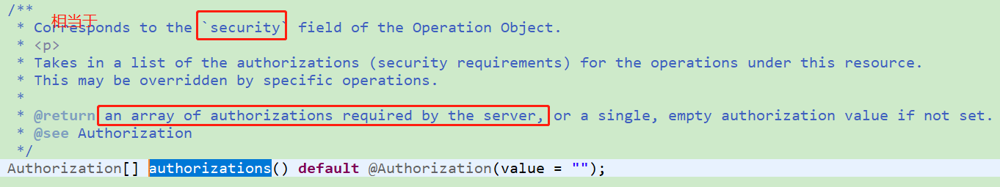 /**
相当于
* Corresponds to the `security` field of the Operation Object.
* <p>
* Takes in a list of the authorizations (security requirements) for the operations under this resource.
* This may be overridden by specific operations.
*
* @return an array of authorizations required by the server, or a single, empty authorization value if not set.
* @see Authorization
*/
Authorization[] authorizations() default @Authorization(value = "");